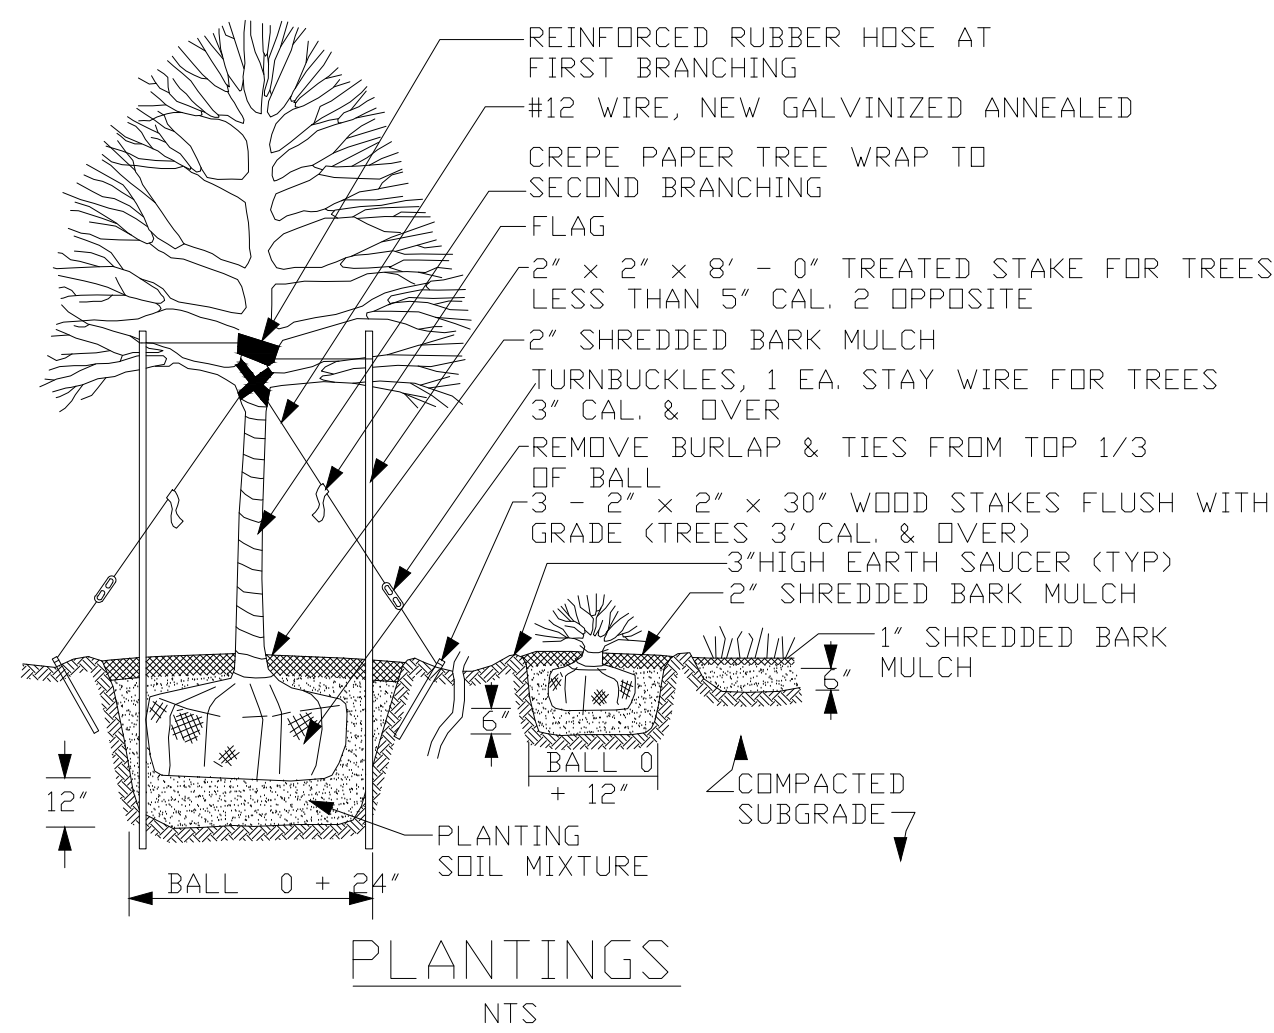 REINFORCED RUBBER HOSE AT
FIRST BRANCHING
#12 WIRE, NEW GALVINIZED ANNEALED
CREPE PAPER TREE WRAP TO
SECOND BRANCHING
FLAG
2" x 2" x 8' - 0" TREATED STAKE FOR TREES
LESS THAN 5" CAL. 2 OPPOSITE
2" SHREDDED BARK MULCH
TURNBUCKLES, 1 EA. STAY WIRE FOR TREES
3" CAL. & OVER
REMOVE BURLAP & TIES FROM TOP 1/3
OF BALL
3 - 2" x 2" x 30" WOOD STAKES FLUSH WITH
GRADE (TREES 3' CAL. & OVER)
3"HIGH EARTH SAUCER (TYP)
2" SHREDDED BARK MULCH
1" SHREDDED BARK
MULCH
6"
6"
BALL O
+ 12"
12"
COMPACTED
SUBGRADE
PLANTING
SOIL MIXTURE
BALL O + 24"
PLANTINGS
NTS